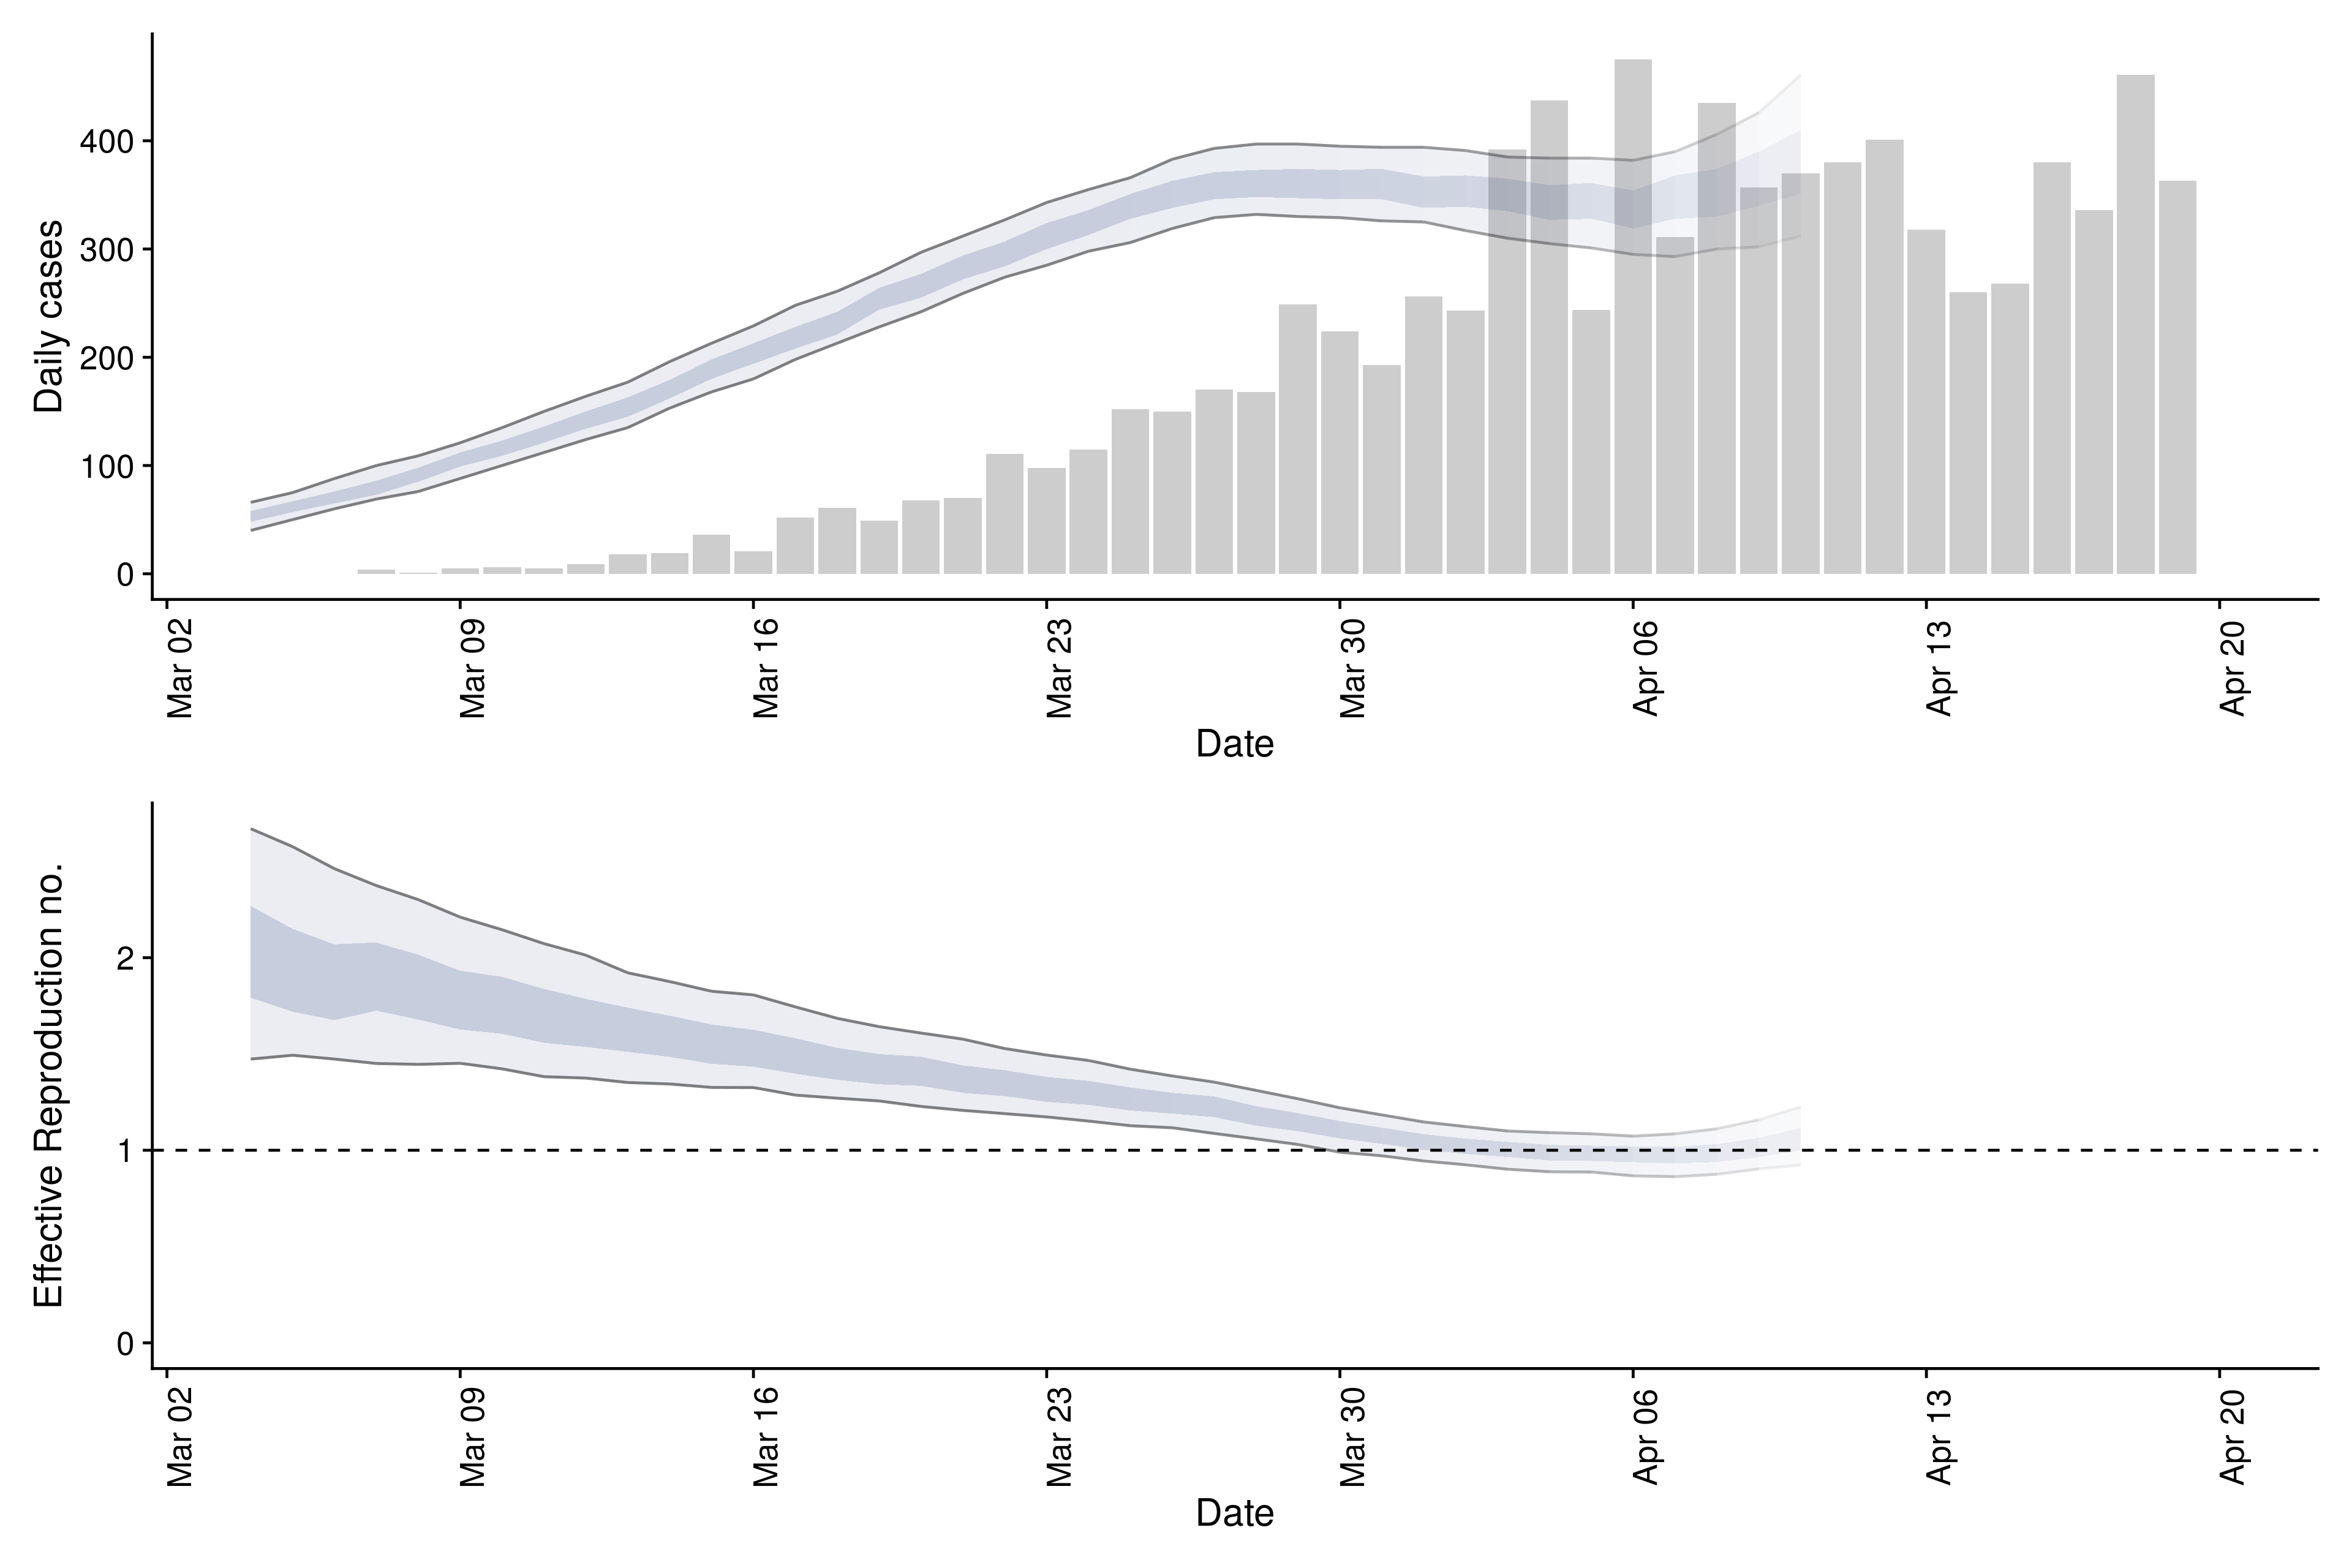 Daily cases
400
300
200
100
0
Mar 02
Mar 09
Mar 16
Mar 23
Mar 30
Apr 06
Apr 13
Apr 20
Date
Effective Reproduction no.
2
1
0
Mar 02
Mar 09
Mar 16
Mar 23
Mar 30
Apr 06
Apr 13
Apr 20
Date